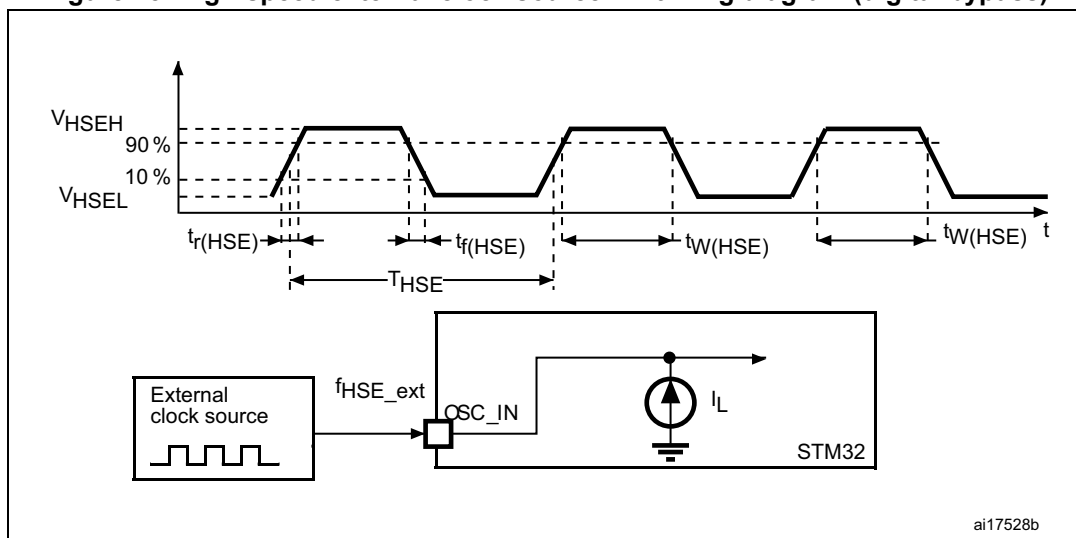 VHSEH
90 %
10 %
VHSEL
tr(HSE)
tf(HSE)
tW(HSE)
tW(HSE)
t
THSE
External
clock source
fHSE_ext
OSC_IN
IL
STM32
ai17528b